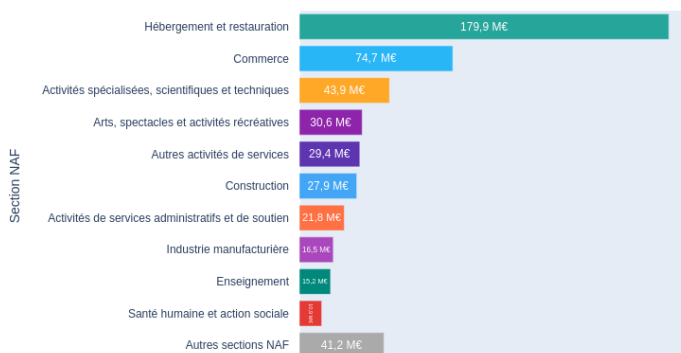 Section NAF
Hébergement et restauration 179,9 M€
Commerce 74,7 M€
Activités spécialisées, scientifiques et techniques 43,9 M€
Arts, spectacles et activités récréatives 30,6 M€
Autres activités de services 29,4 M€
Construction 27,9 M€
Activités de services administratifs et de soutien 21,8 M€
Industrie manufacturière 16,5 M€
Enseignement 15,2 M€
Santé humaine et action sociale
Autres sections NAF 41,2 M€